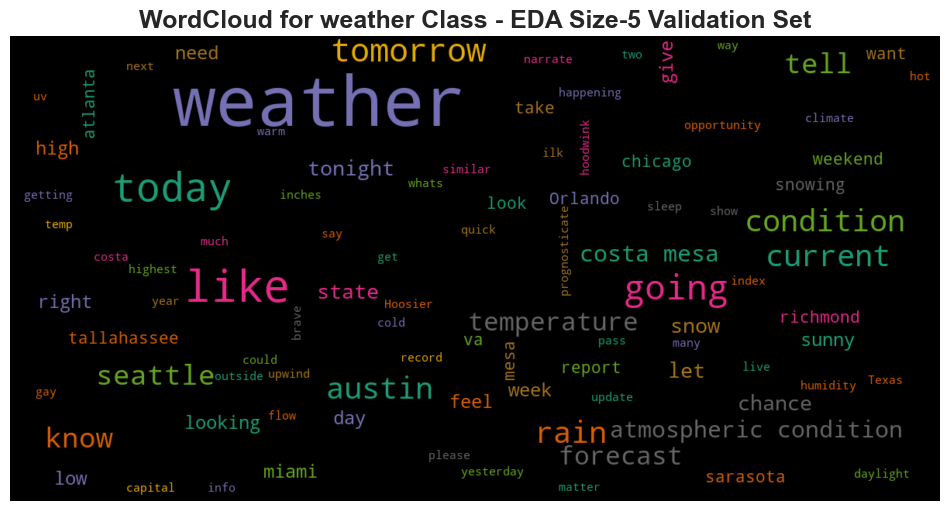 WordCloud for weather Class - EDA Size-5 Validation Set
need
tomorrow
narrate
two
give
way
tell
want
next
hot
uv
atlanta
weather
happening
take
warm
opportunity
climate
hoodwink
high
tonight
similar
ilk
chicago
weekend
getting
today
inches
whats
look
Orlando
sleep
show
snowing
temp
say
quick
prognosticate
condition
much
costa
highest
get
costa mesa
current
right
year
like
state
Hoosier
going
index
brave
cold
temperature
snow
richmond
tallahassee
va
pass
many
sunny
could
record
mesa
seattle
outside
upwind
report
let
live
humidity
Texas
gay
austin
feel
week
update
chance
looking
flow
day
know
rain
atmospheric condition
please
forecast
low
miami
yesterday
sarasota
daylight
capital
info
matter